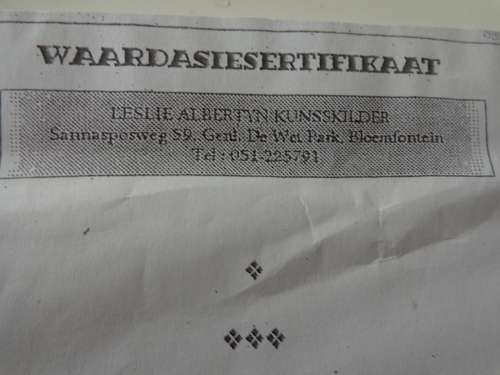 WAARDASIESERTIFIKAAT
LESLIE ALBERTYN KUNSSKILDER
Sannasposweg 59, Genl. De Wet Park, Bloemfontein
Tel : 051-225791